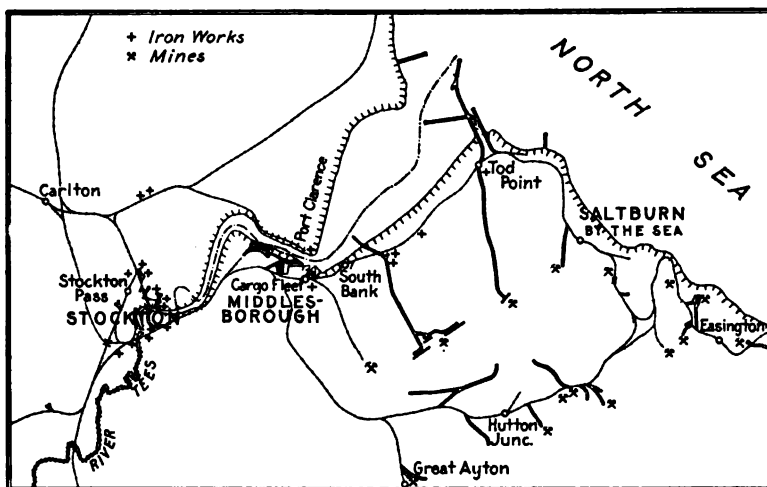 + Iron Works
Mines
NORTH
SEA
Port Clarence
Carlton
Tod
Point
SALTBURN
BY THE SEA
Stockton
Pass
STOCKTON
Cargo Fleet
South
Bank
MIDDLES-
BOROUGH
Easington
RIVER
TEES
Hutton
Junc.
Great Ayton